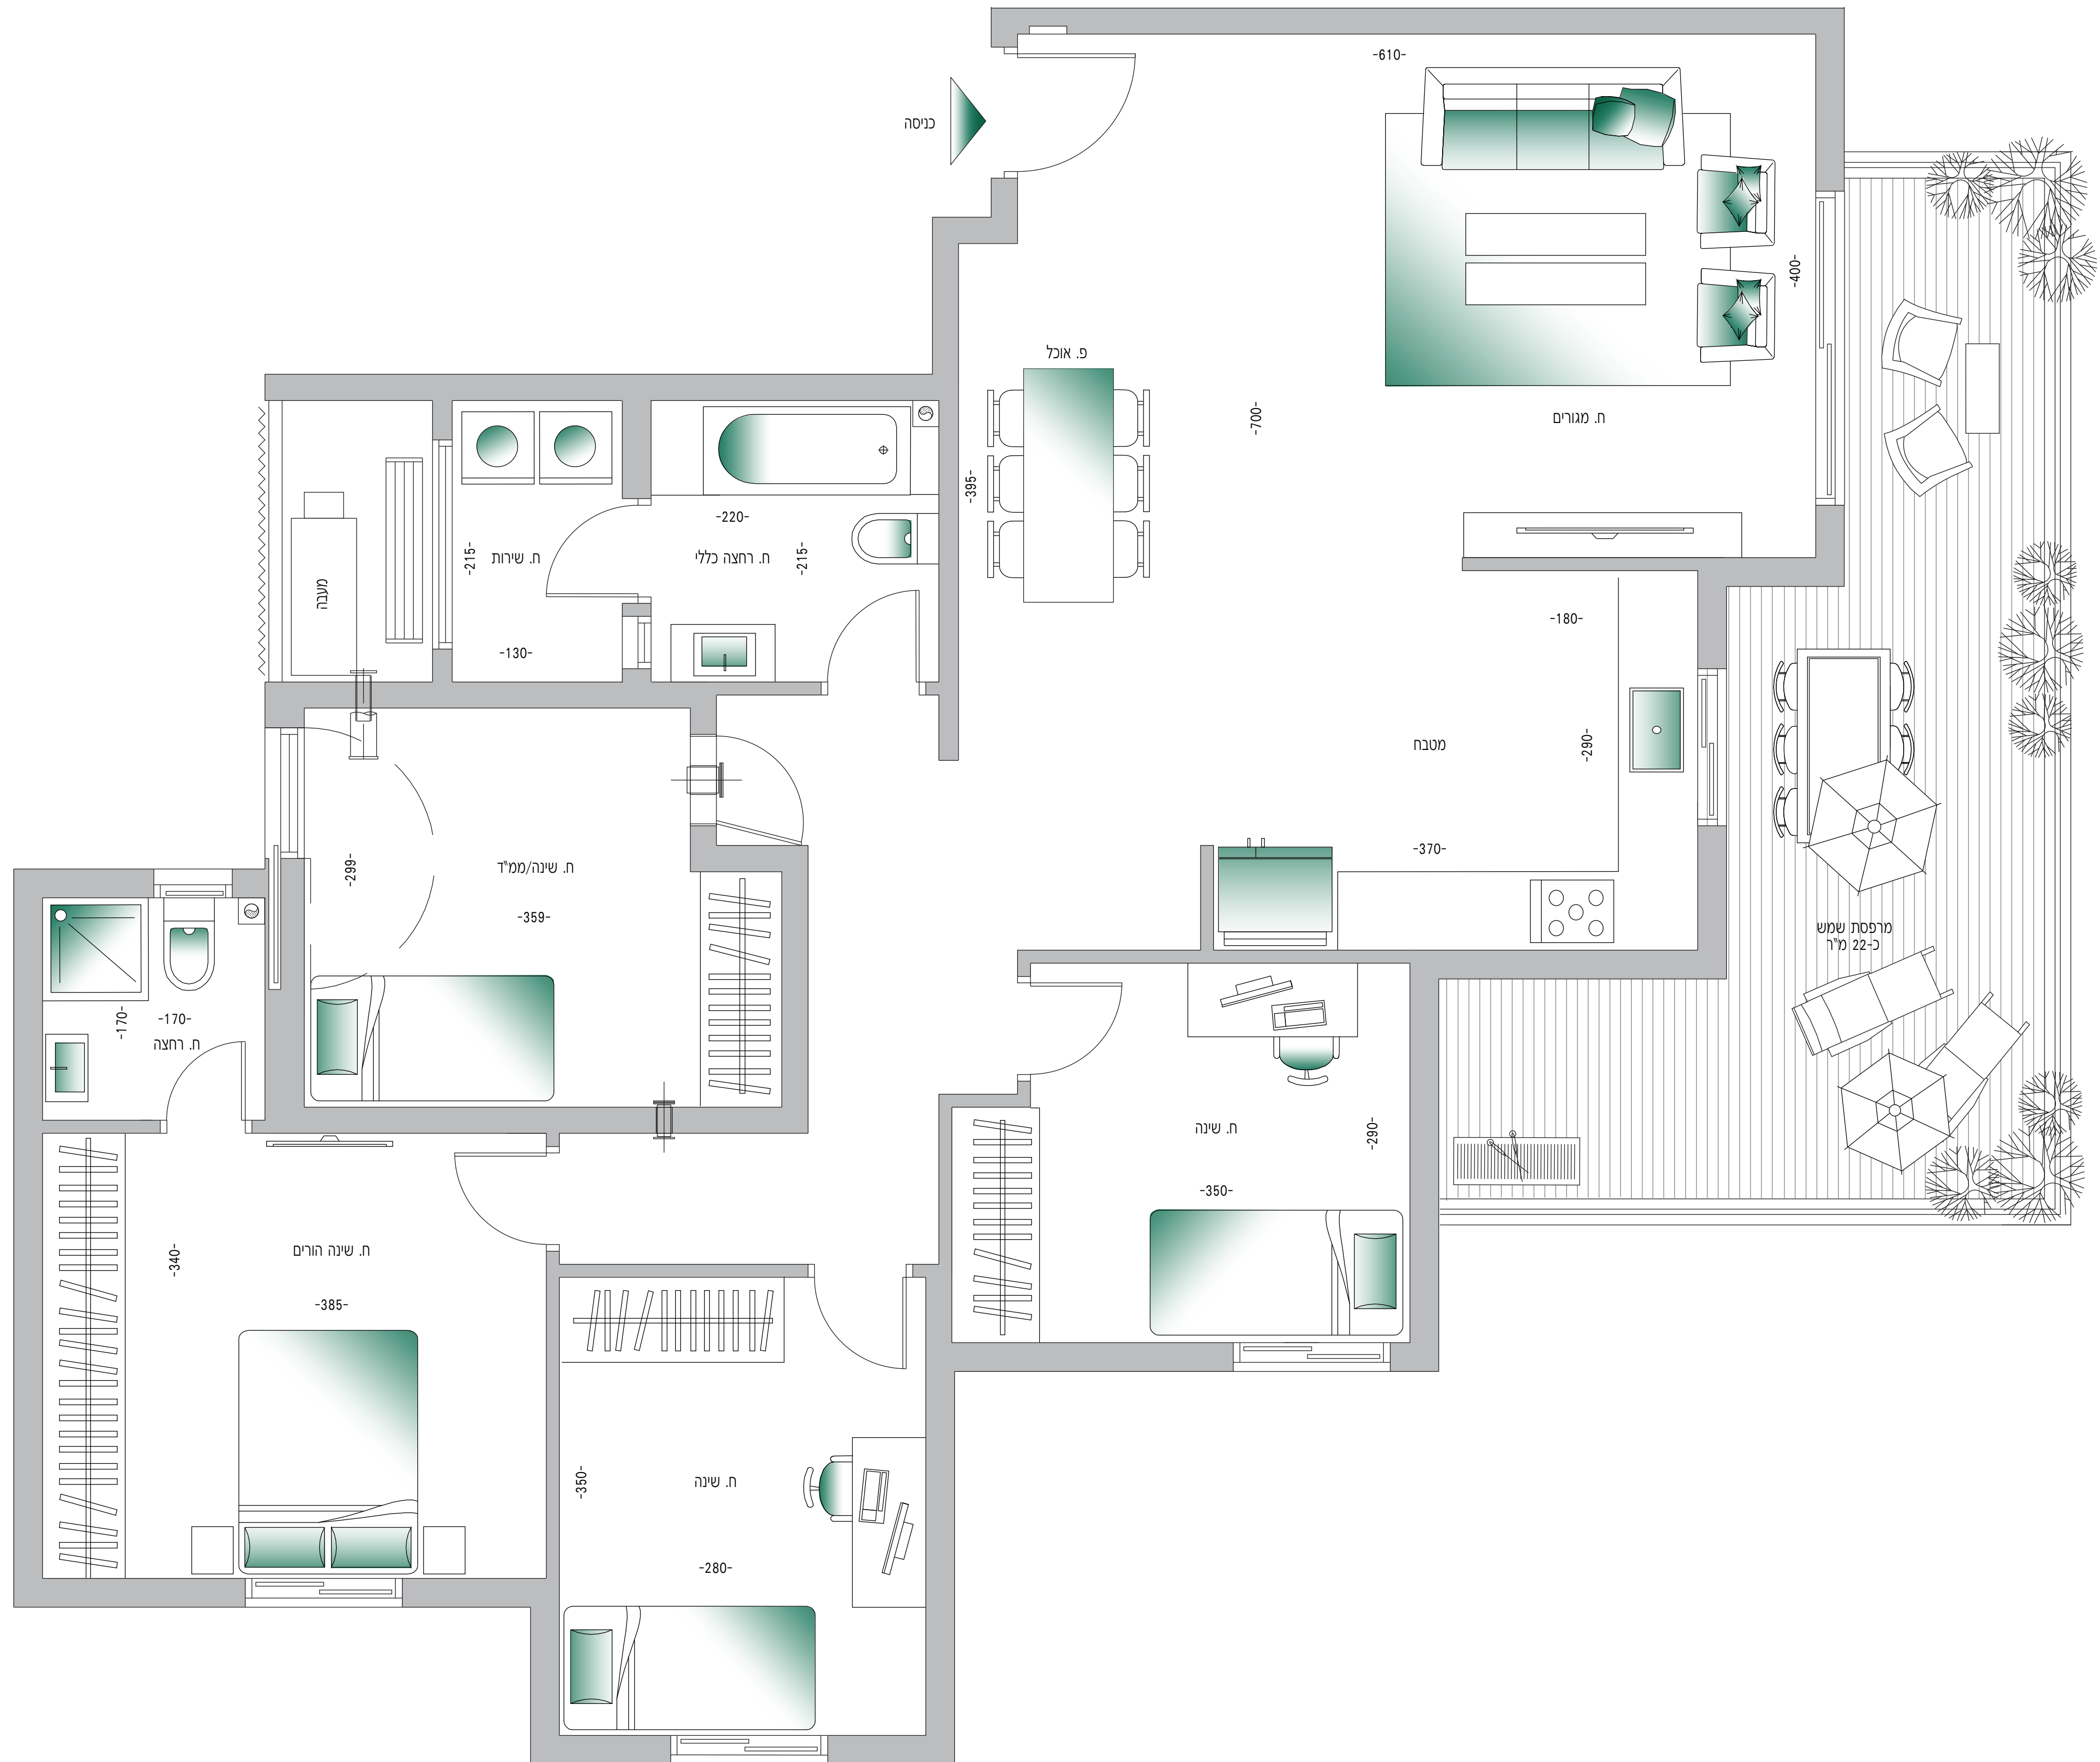 -610-
כניסה
-400-
פ. אוכל
-700-
ח. מגורים
-395-
-220-
ח. רחצה כללי
-215-
ח. שירות
-215-
-130-
מעבה
-180-
-290-
מטבח
-370-
ח. שינה/ממ"ד
-299-
-359-
מרפסת שמש
כ-22 מ"ר
-170-
-170-
ח. רחצה
ח. שינה
-290-
-350-
ח. שינה הורים
-340-
-385-
ח. שינה
-350-
-280-